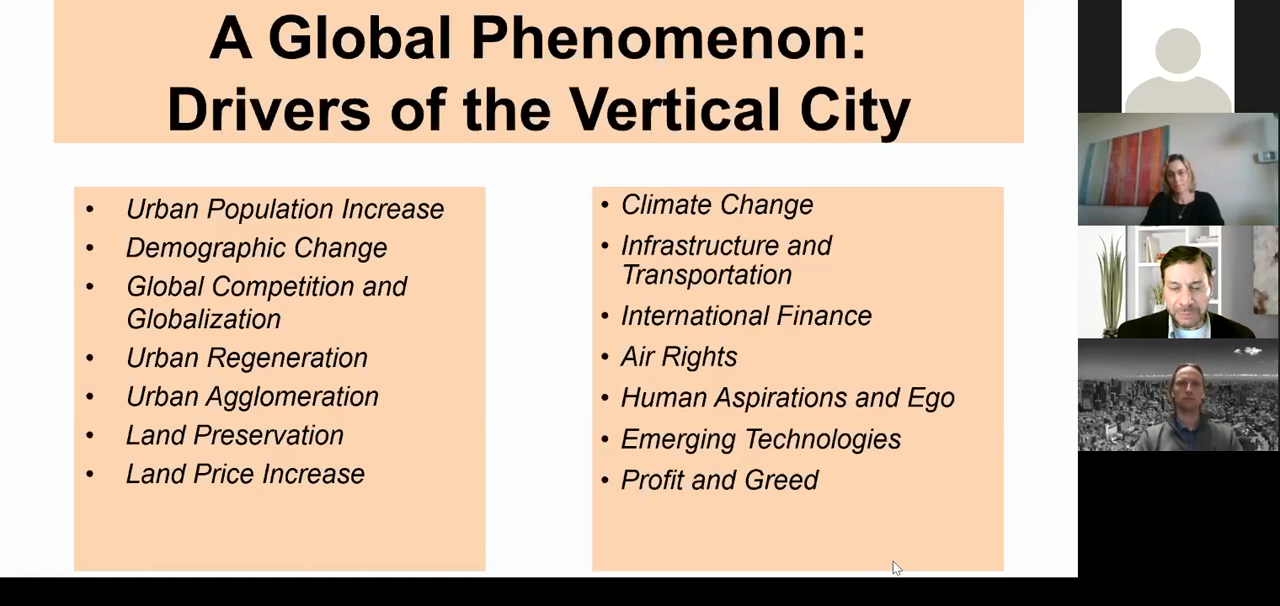 A Global Phenomenon:
Drivers of the Vertical City
• Urban Population Increase
• Demographic Change
• Global Competition and
Globalization
• Urban Regeneration
• Urban Agglomeration
• Land Preservation
• Land Price Increase
• Climate Change
• Infrastructure and
Transportation
• International Finance
• Air Rights
• Human Aspirations and Ego
• Emerging Technologies
• Profit and Greed